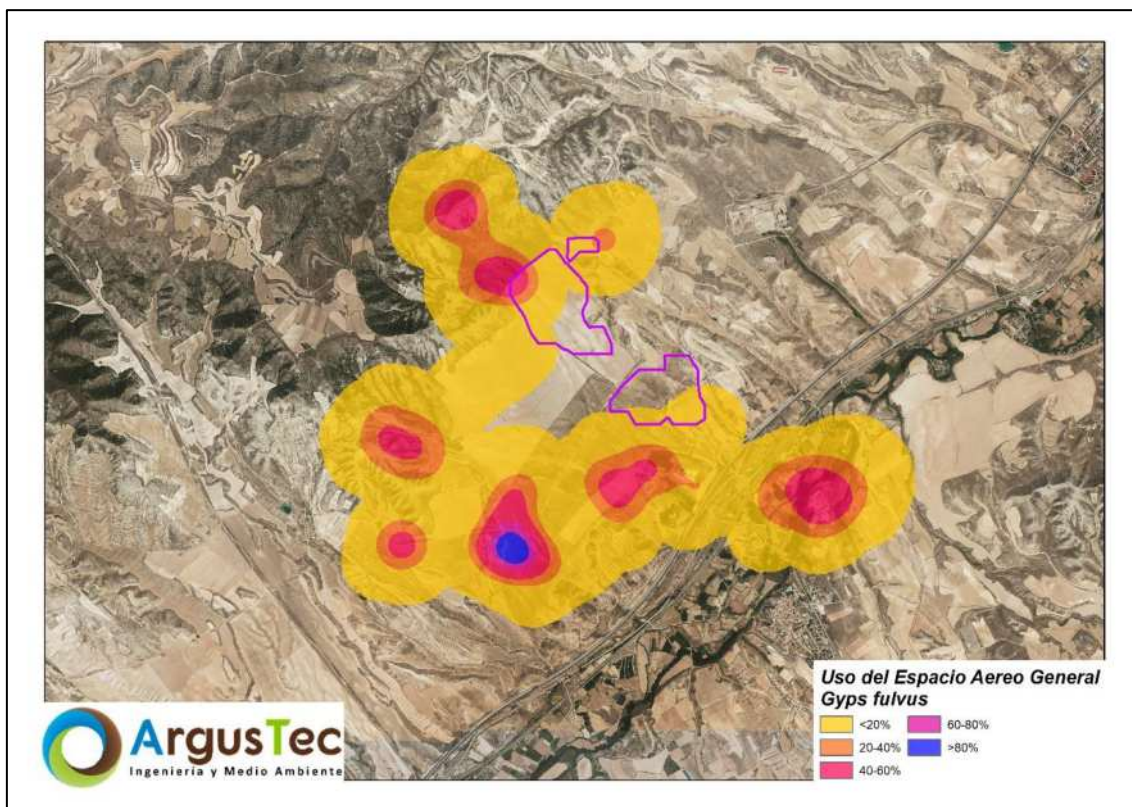 Uso del Espacio Aereo General
Gyps fulvus
<20%
60-80%
20-40%
>80%
40-60%
ArgusTec
Ingeniería y Medio Ambiente